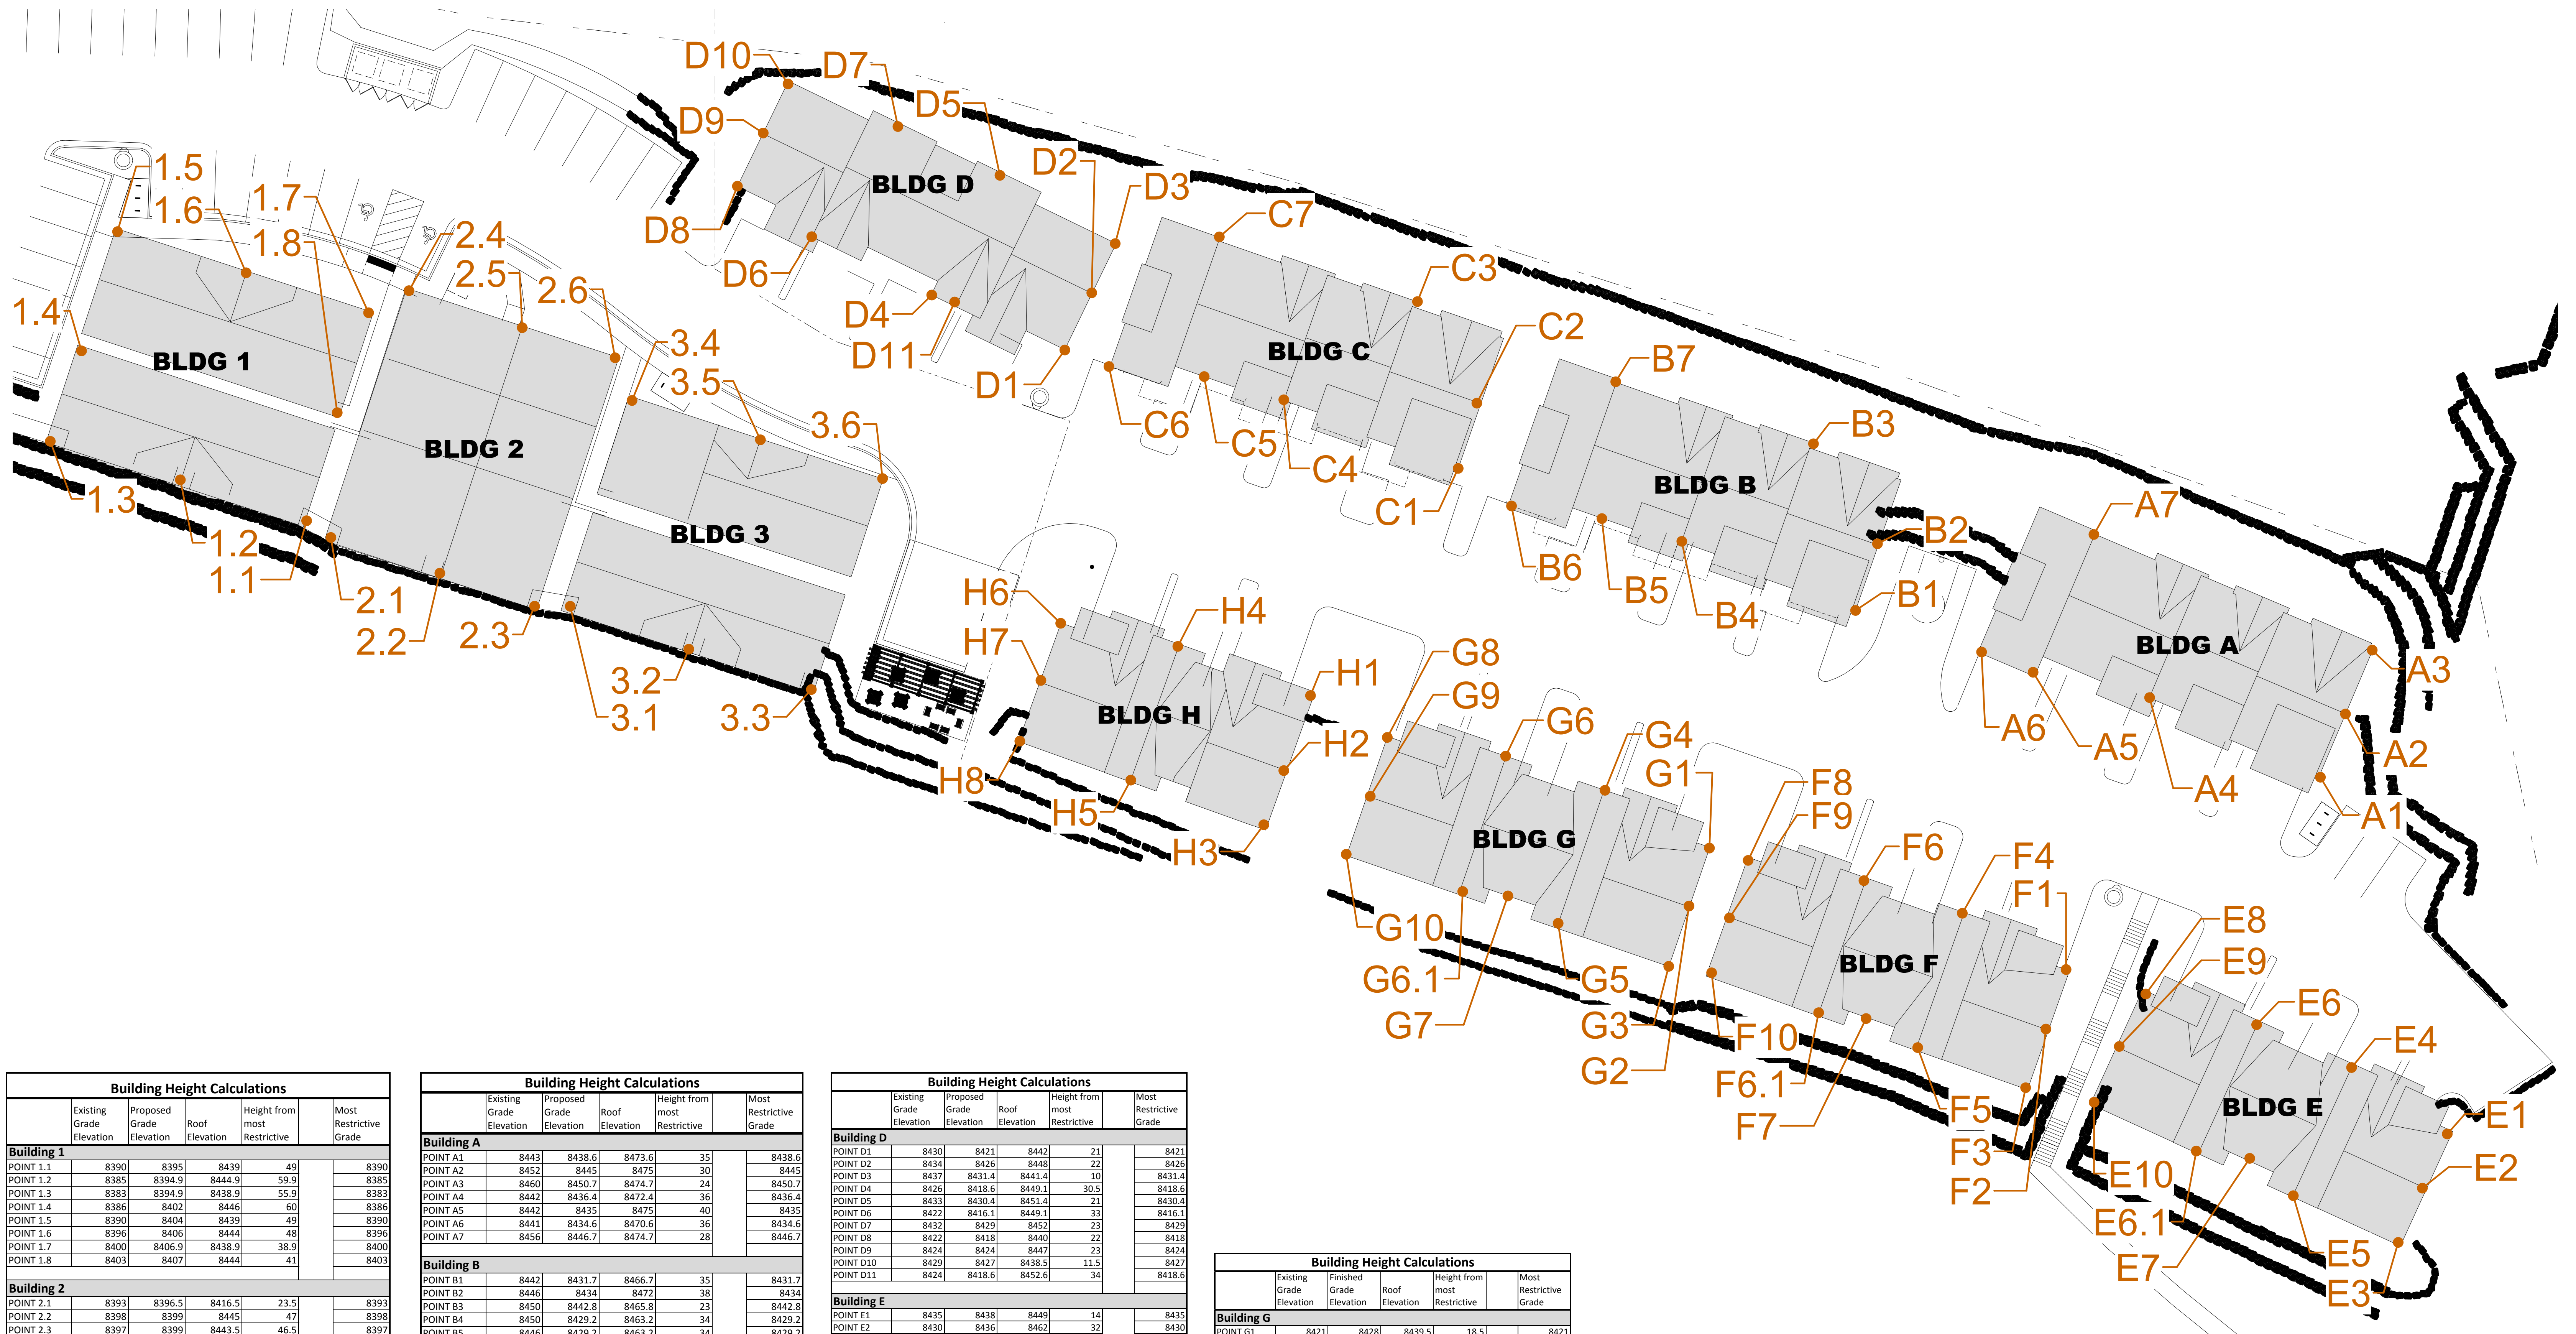 D10
D7
D5
D9
D2
D3
BLDG D
1.5
1.7
1.6
1.8
2.4
2.5
2.6
D8
D6
C7
C3
1.4
D4
D11
D1
3.4
3.5
BLDG 1
BLDG C
C2
B7
BLDG 2
3.6
C6
C5
C4
C1
B3
1.3
1.2
1.1
BLDG 3
BLDG B
A7
B2
2.1
2.2
2.3
B6
B5
B4
B1
H6
H7
H4
BLDG A
A3
3.2
3.1
3.3
H1
BLDG H
H2
G8
G9
G6
G4
G1
A6
A5
A2
A4
A1
H8
H5
H3
BLDG G
F8
F9
F6
F4
F1
G10
G6.1
G5
G7
G3
G2
BLDG F
E8
E9
E6
E4
F10
F6.1
F7
F5
F3
F2
BLDG E
E1
E2
E10
E6.1
E7
E5
E3
Building Height Calculations
Existing Grade Elevation Proposed Grade Elevation Roof Elevation Height from most Restrictive Most Restrictive Grade
Building 1
POINT 1.1 8390 8395 8439 49 8390
POINT 1.2 8385 8394.9 8444.9 59.9 8385
POINT 1.3 8383 8394.9 8438.9 55.9 8383
POINT 1.4 8386 8402 8446 60 8386
POINT 1.5 8390 8404 8439 49 8390
POINT 1.6 8396 8406 8444 48 8396
POINT 1.7 8400 8406.9 8438.9 38.9 8400
POINT 1.8 8403 8407 8444 41 8403
Building 2
POINT 2.1 8393 8396.5 8416.5 23.5 8393
POINT 2.2 8398 8399 8445 47 8398
POINT 2.3 8397 8399 8443.5 46.5 8397
Building Height Calculations
Existing Grade Elevation Proposed Grade Elevation Roof Elevation Height from most Restrictive Most Restrictive Grade
Building A
POINT A1 8443 8438.6 8473.6 35 8438.6
POINT A2 8452 8445 8475 30 8445
POINT A3 8460 8450.7 8474.7 24 8450.7
POINT A4 8442 8436.4 8472.4 36 8436.4
POINT A5 8442 8435 8475 40 8435
POINT A6 8441 8434.6 8470.6 36 8434.6
POINT A7 8456 8446.7 8474.7 28 8446.7
Building B
POINT B1 8442 8431.7 8466.7 35 8431.7
POINT B2 8446 8434 8472 38 8434
POINT B3 8450 8442.8 8465.8 23 8442.8
POINT B4 8450 8429.2 8463.2 34 8429.2
POINT B5 8446 8429.2 8463.2 34 8429.2
Building Height Calculations
Existing Grade Elevation Proposed Grade Elevation Roof Elevation Height from most Restrictive Most Restrictive Grade
Building D
POINT D1 8430 8421 8442 21 8421
POINT D2 8434 8426 8448 22 8426
POINT D3 8437 8431.4 8441.4 10 8431.4
POINT D4 8426 8418.6 8449.1 30.5 8418.6
POINT D5 8433 8430.4 8451.4 21 8430.4
POINT D6 8422 8416.1 8449.1 33 8416.1
POINT D7 8432 8429 8452 23 8429
POINT D8 8422 8418 8440 22 8418
POINT D9 8424 8424 8447 23 8424
POINT D10 8429 8427 8438.5 11.5 8427
POINT D11 8424 8418.6 8452.6 34 8418.6
Building E
POINT E1 8435 8438 8449 14 8435
POINT E2 8430 8436 8462 32 8430
Building Height Calculations
Existing Grade Elevation Finished Grade Elevation Roof Elevation Height from most Restrictive Most Restrictive Grade
Building G
POINT G1 8421 8428 8439.5 18.5 8421